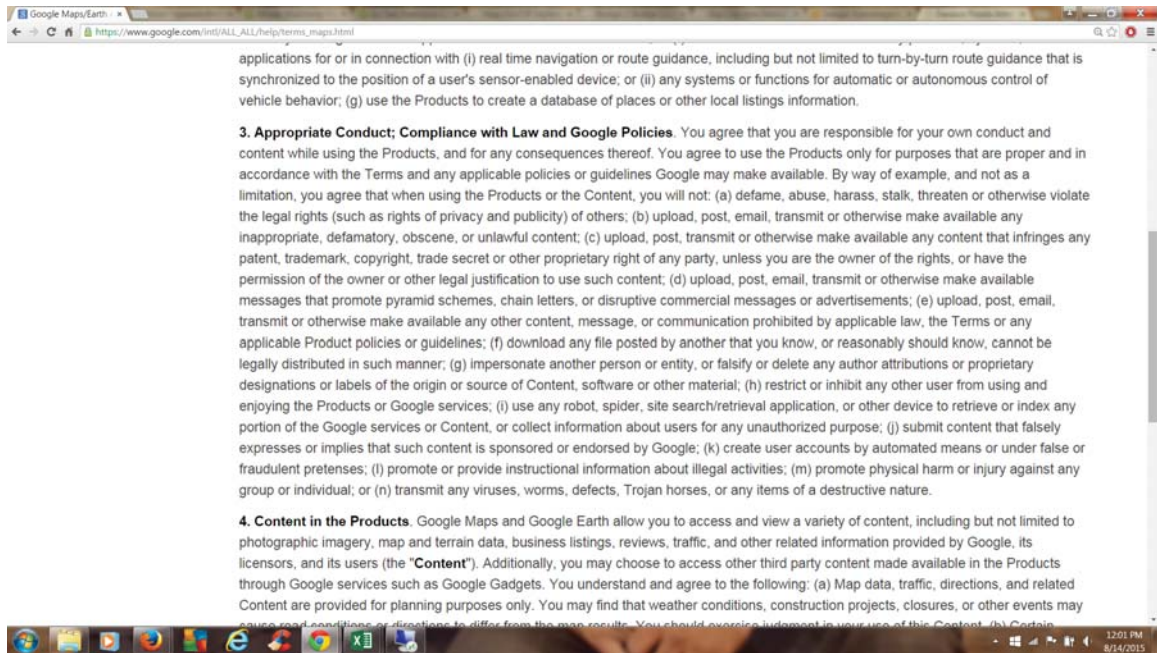 Google Maps/Earth
https://www.google.com/intl/ALL_ALL/help/terms_maps.html
applications for or in connection with (i) real time navigation or route guidance, including but not limited to turn-by-turn route guidance that is
synchronized to the position of a user's sensor-enabled device; or (ii) any systems or functions for automatic or autonomous control of
vehicle behavior; (g) use the Products to create a database of places or other local listings information.
3. Appropriate Conduct; Compliance with Law and Google Policies. You agree that you are responsible for your own conduct and
content while using the Products, and for any consequences thereof. You agree to use the Products only for purposes that are proper and in
accordance with the Terms and any applicable policies or guidelines Google may make available. By way of example, and not as a
limitation, you agree that when using the Products or the Content, you will not: (a) defame, abuse, harass, stalk, threaten or otherwise violate
the legal rights (such as rights of privacy and publicity) of others; (b) upload, post, email, transmit or otherwise make available any
inappropriate, defamatory, obscene, or unlawful content; (c) upload, post, transmit or otherwise make available any content that infringes any
patent, trademark, copyright, trade secret or other proprietary right of any party, unless you are the owner of the rights, or have the
permission of the owner or other legal justification to use such content; (d) upload, post, email, transmit or otherwise make available
messages that promote pyramid schemes, chain letters, or disruptive commercial messages or advertisements; (e) upload, post, email,
transmit or otherwise make available any other content, message, or communication prohibited by applicable law, the Terms or any
applicable Product policies or guidelines; (f) download any file posted by another that you know, or reasonably should know, cannot be
legally distributed in such manner; (g) impersonate another person or entity, or falsify or delete any author attributions or proprietary
designations or labels of the origin or source of Content, software or other material; (h) restrict or inhibit any other user from using and
enjoying the Products or Google services; (i) use any robot, spider, site search/retrieval application, or other device to retrieve or index any
portion of the Google services or Content, or collect information about users for any unauthorized purpose; (j) submit content that falsely
expresses or implies that such content is sponsored or endorsed by Google; (k) create user accounts by automated means or under false or
fraudulent pretenses; (l) promote or provide instructional information about illegal activities; (m) promote physical harm or injury against any
group or individual; or (n) transmit any viruses, worms, defects, Trojan horses, or any items of a destructive nature.
4. Content in the Products. Google Maps and Google Earth allow you to access and view a variety of content, including but not limited to
photographic imagery, map and terrain data, business listings, reviews, traffic, and other related information provided by Google, its
licensors, and its users (the "Content"). Additionally, you may choose to access other third party content made available in the Products
through Google services such as Google Gadgets. You understand and agree to the following: (a) Map data, traffic, directions, and related
Content are provided for planning purposes only. You may find that weather conditions, construction projects, closures, or other events may
cause road conditions or directions to differ from the map results. You should exercise judgment in your use of this Content. (b) Certain
12:01 PM
8/14/2015